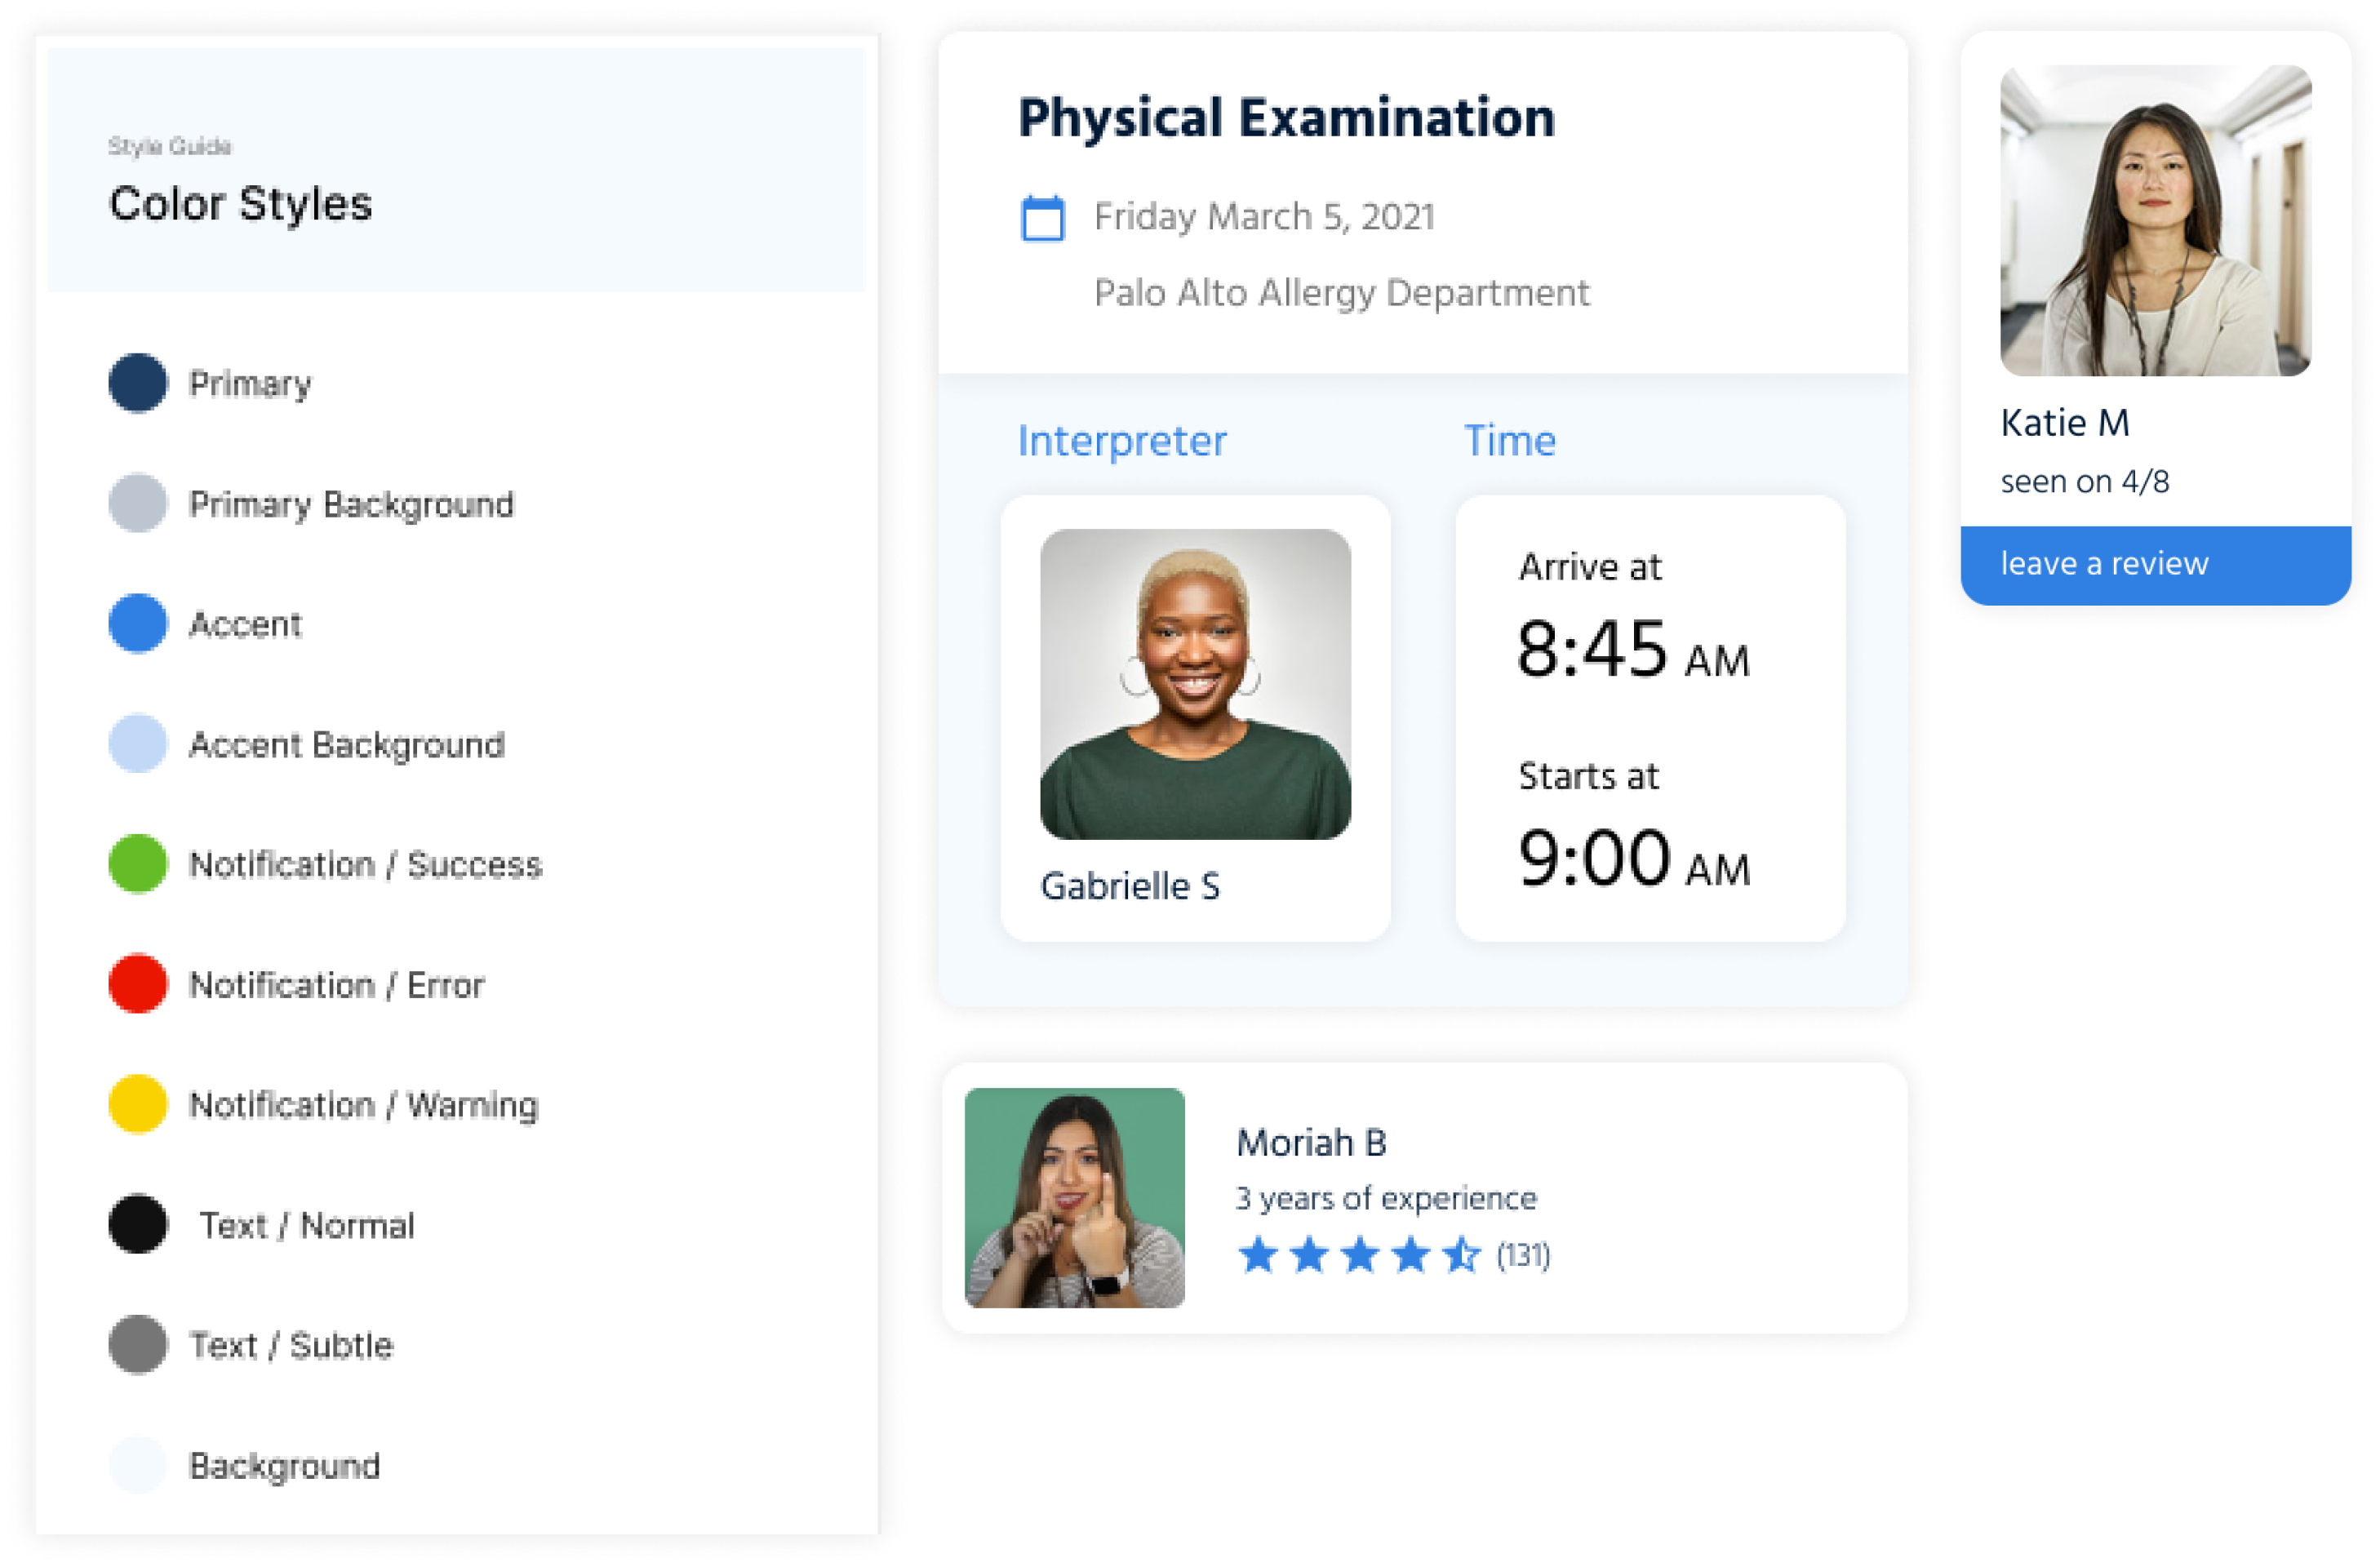 Style Guide
Color Styles
Primary
Primary Background
Accent
Accent Background
Notification / Success
Notification / Error
Notification / Warning
Text / Normal
Text / Subtle
Background
Physical Examination
Friday March 5, 2021
Palo Alto Allergy Department
Interpreter
Gabrielle S
Time
Arrive at
8:45 AM
Starts at
9:00 AM
Moriah B
3 years of experience
(131)
Katie M
seen on 4/8
leave a review